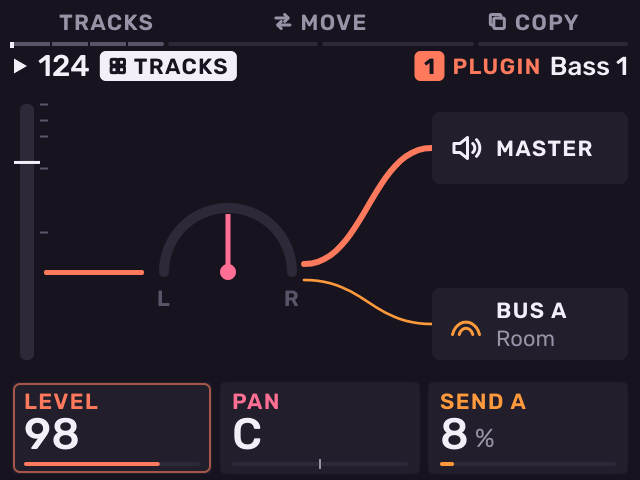 TRACKS MOVE COPY
124 TRACKS 1 PLUGIN Bass 1
MASTER
L R
BUS A
Room
LEVEL PAN SEND A
98 C 8 %